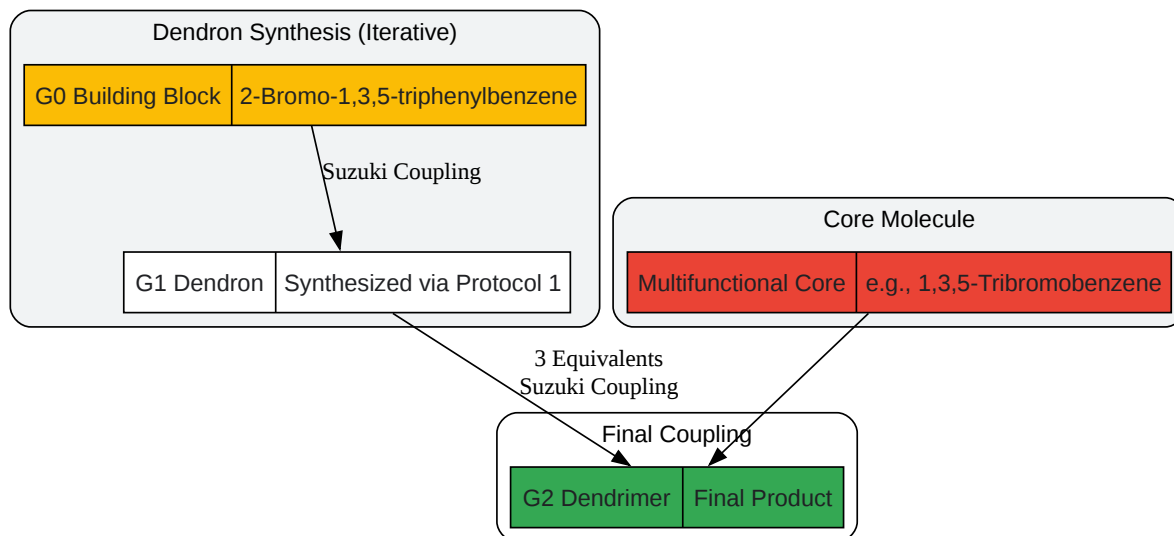 Dendron Synthesis (Iterative)
G0 Building Block
2-Bromo-1,3,5-triphenylbenzene
Suzuki Coupling
Core Molecule
G1 Dendron
Synthesized via Protocol 1
Multifunctional Core
e.g., 1,3,5-Tribromobenzene
3 Equivalents
Suzuki Coupling
Final Coupling
G2 Dendrimer
Final Product